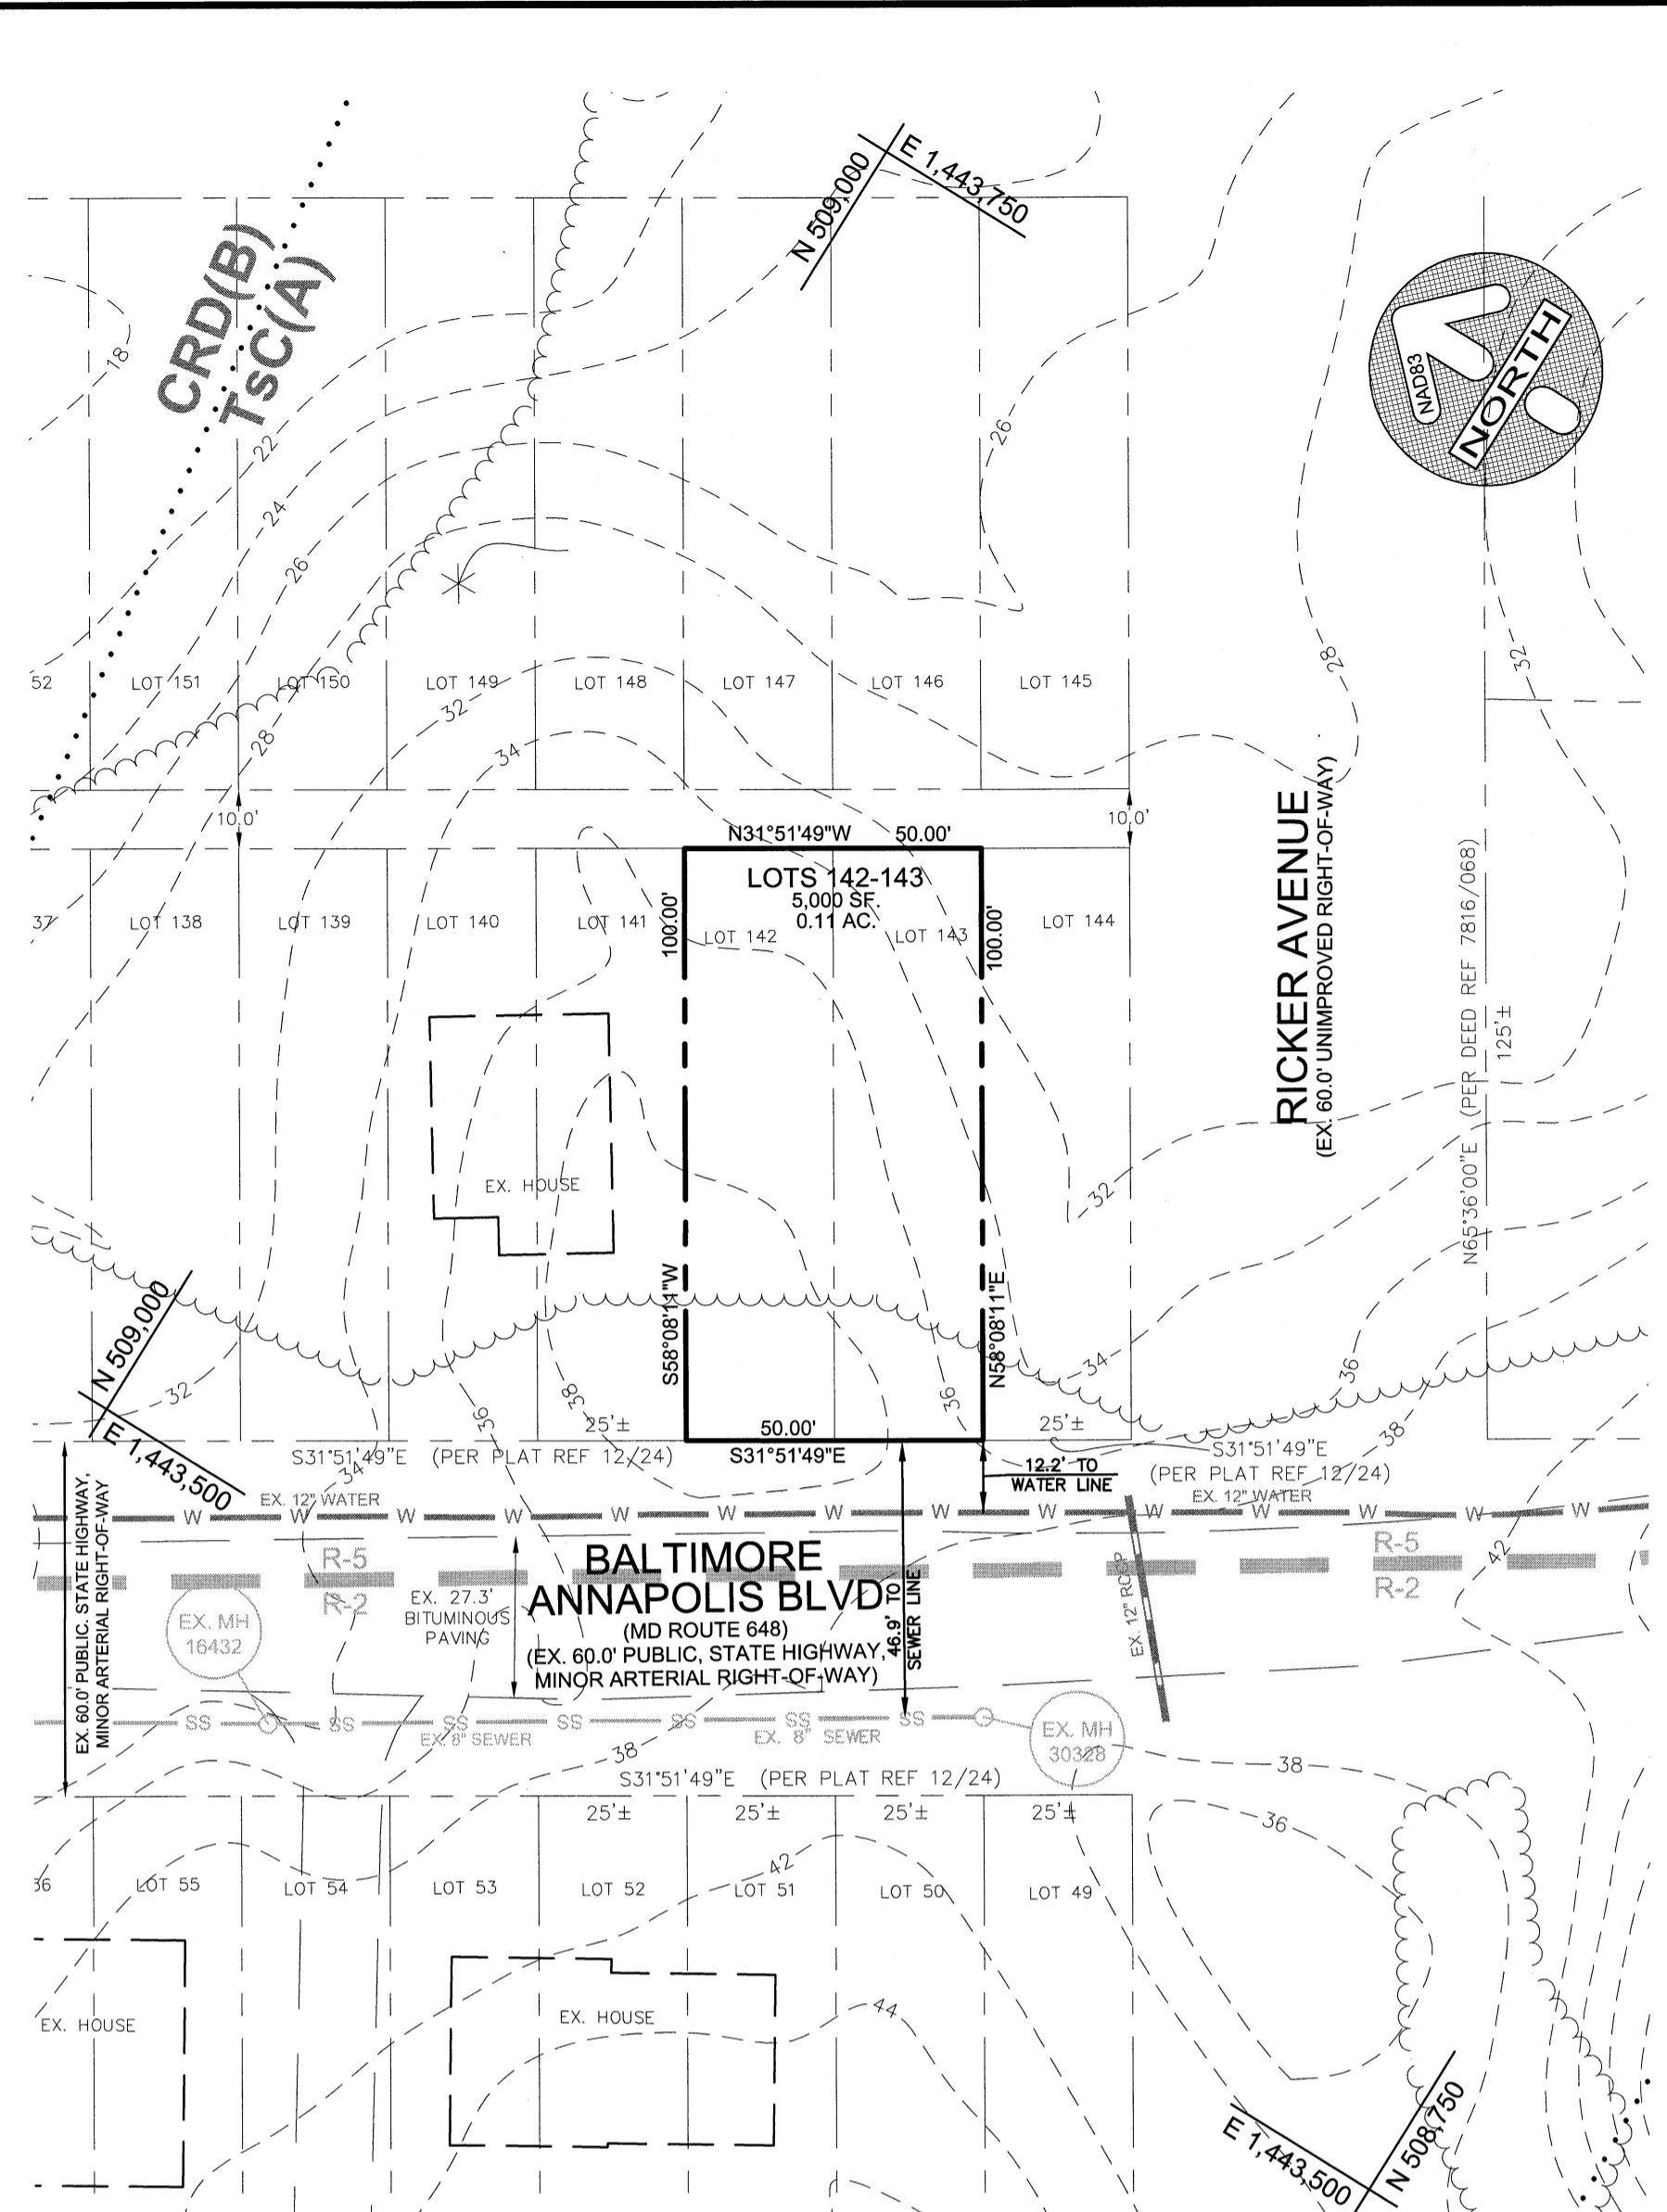 E 1,443,750
N 509,000
CRD(B)
TsC(A)
NAD83
NORTH
18
22
24
26
26
28
28
32
32
34
52
LOT 151
LOT 150
LOT 149
LOT 148
LOT 147
LOT 146
LOT 145
10.0'
10.0'
N31°51'49"W 50.00'
LOTS 142-143
5,000 SF.
0.11 AC.
100.00'
100.00'
37
LOT 138
LOT 139
LOT 140
LOT 141
LOT 142
LOT 143
LOT 144
RICKER AVENUE
(EX. 60.0' UNIMPROVED RIGHT-OF-WAY)
N65°36'00"E (PER DEED REF 7816/068)
125'±
EX. HOUSE
32
S58°08'11"W
N58°08'11"E
N 509,000
E 1,443,500
32
34
36
38
36
34
36
38
25'±
50.00'
25'±
S31°51'49"E (PER PLAT REF 12/24)
S31°51'49"E
S31°51'49"E
(PER PLAT REF 12/24)
12.2' TO
WATER LINE
EX. 12" WATER
EX. 12" WATER
W W W W W W W W W W W W W W
R-5
R-2
R-5
R-2
42
EX. 60.0' PUBLIC. STATE HIGHWAY,
MINOR ARTERIAL RIGHT-OF-WAY
EX. MH
16432
EX. 27.3'
BITUMINOUS
PAVING
BALTIMORE
ANNAPOLIS BLVD
(MD ROUTE 648)
(EX. 60.0' PUBLIC, STATE HIGHWAY,
MINOR ARTERIAL RIGHT-OF-WAY)
46.9' TO
SEWER LINE
EX. 12" RCCP
SS SS SS SS SS SS SS
EX. 8" SEWER
EX. 8" SEWER
EX. MH
30328
38
38
S31°51'49"E (PER PLAT REF 12/24)
25'±
25'±
25'±
25'±
36
42
LOT 55
LOT 54
LOT 53
LOT 52
LOT 51
LOT 50
LOT 49
EX. HOUSE
EX. HOUSE
44
E 1,443,500
N 508,750